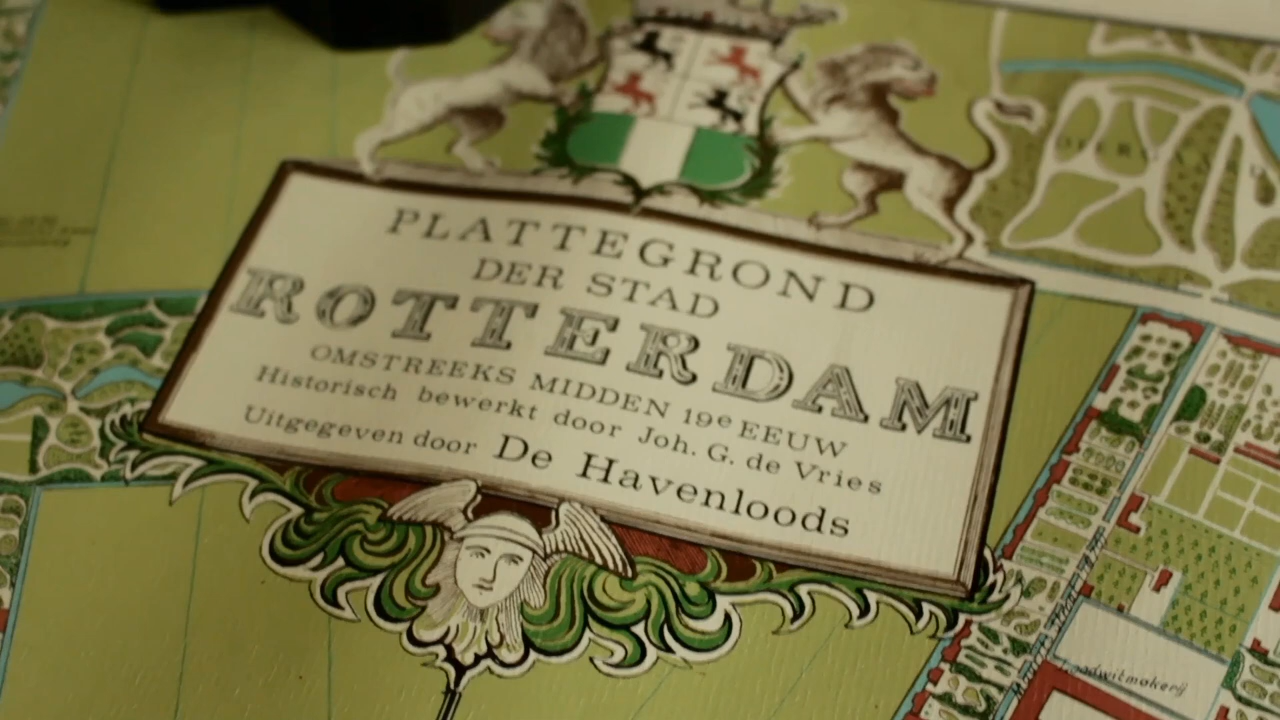 PLATTEGROND
DER STAD
ROTTERDAM
OMSTREEKS MIDDEN 19e EEUW
Historisch bewerkt door Joh. G. de Vries
Uitgegeven door De Havenloods